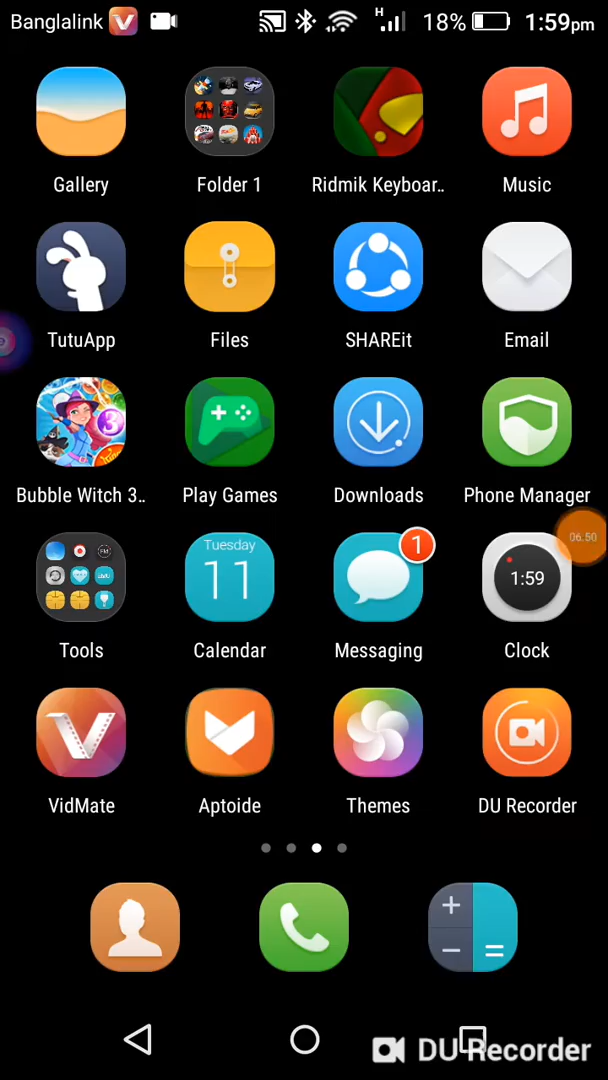 Banglalink H 18% 1:59pm
Gallery Folder 1 Ridmik Keyboar.. Music
TutuApp Files SHAREit Email
3
Bubble Witch 3.. Play Games Downloads Phone Manager
06.50
Tuesday 1
11 1:59
Tools Calendar Messaging Clock
VidMate Aptoide Themes DU Recorder
DU Recorder